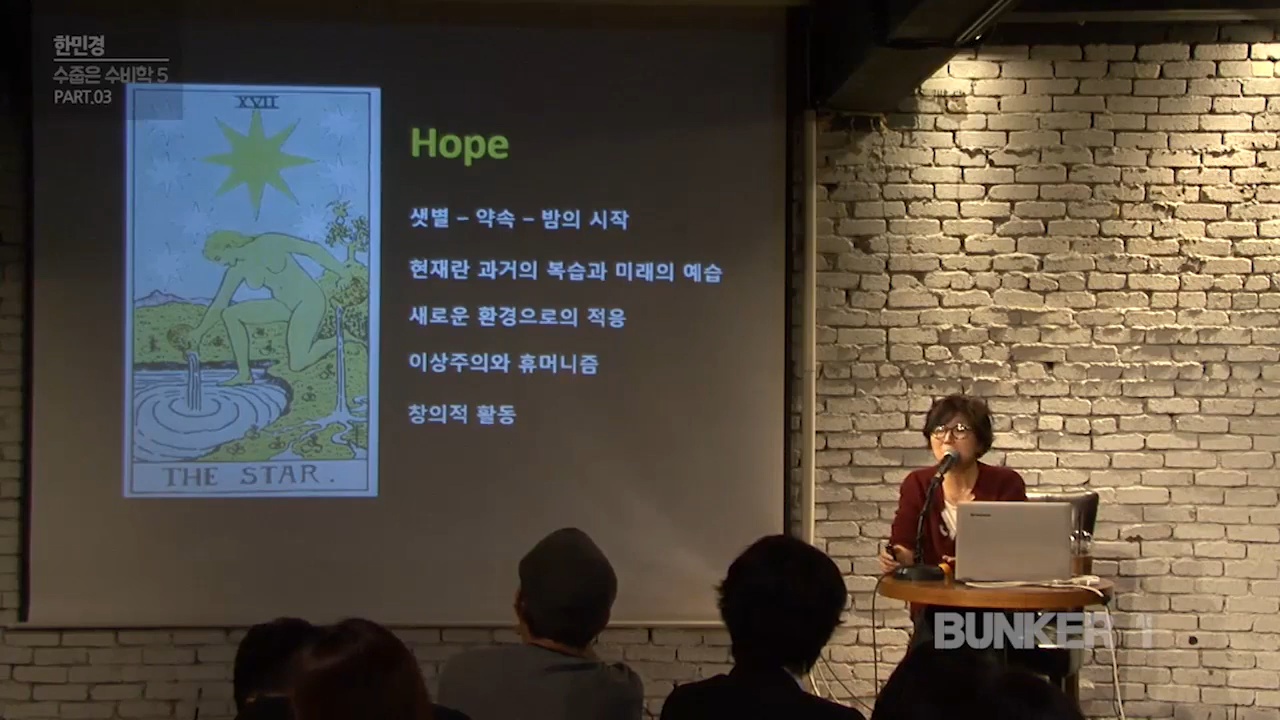 한민경
수줍은 수비학 5
PART.03
XVII
THE STAR.
Hope
샛별 – 약속 – 밤의 시작
현재란 과거의 복습과 미래의 예습
새로운 환경으로의 적응
이상주의와 휴머니즘
창의적 활동
BUNKER 1